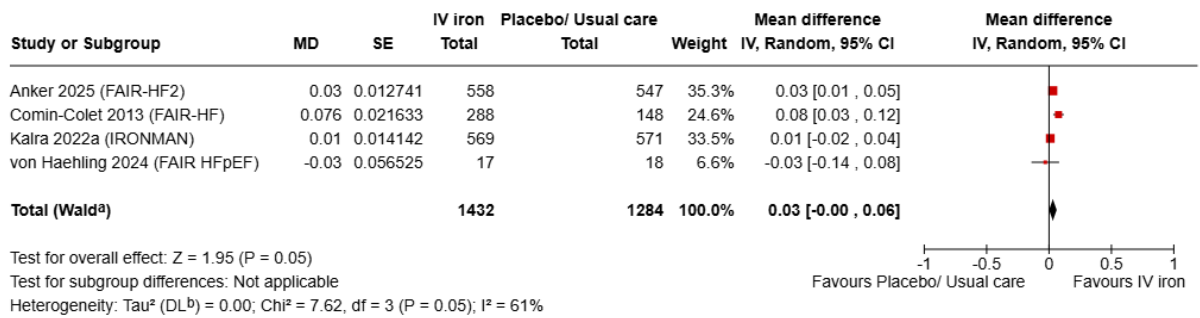 IV iron Placebo/ Usual care Mean difference Mean difference
Study or Subgroup MD SE Total Total Weight IV, Random, 95% CI IV, Random, 95% CI
Anker 2025 (FAIR-HF2) 0.03 0.012741 558 547 35.3% 0.03 [0.01 , 0.05]
Comin-Colet 2013 (FAIR-HF) 0.076 0.021633 288 148 24.6% 0.08 [0.03 , 0.12]
Kalra 2022a (IRONMAN) 0.01 0.014142 569 571 33.5% 0.01 [-0.02 , 0.04]
von Haehling 2024 (FAIR HFpEF) -0.03 0.056525 17 18 6.6% -0.03 [-0.14 , 0.08]
Total (Waldᵃ) 1432 1284 100.0% 0.03 [-0.00 , 0.06]
Test for overall effect: Z = 1.95 (P = 0.05)
Test for subgroup differences: Not applicable
Heterogeneity: Tau² (DLᵇ) = 0.00; Chi² = 7.62, df = 3 (P = 0.05); I² = 61%
-1 -0.5 0 0.5 1
Favours Placebo/ Usual care Favours IV iron